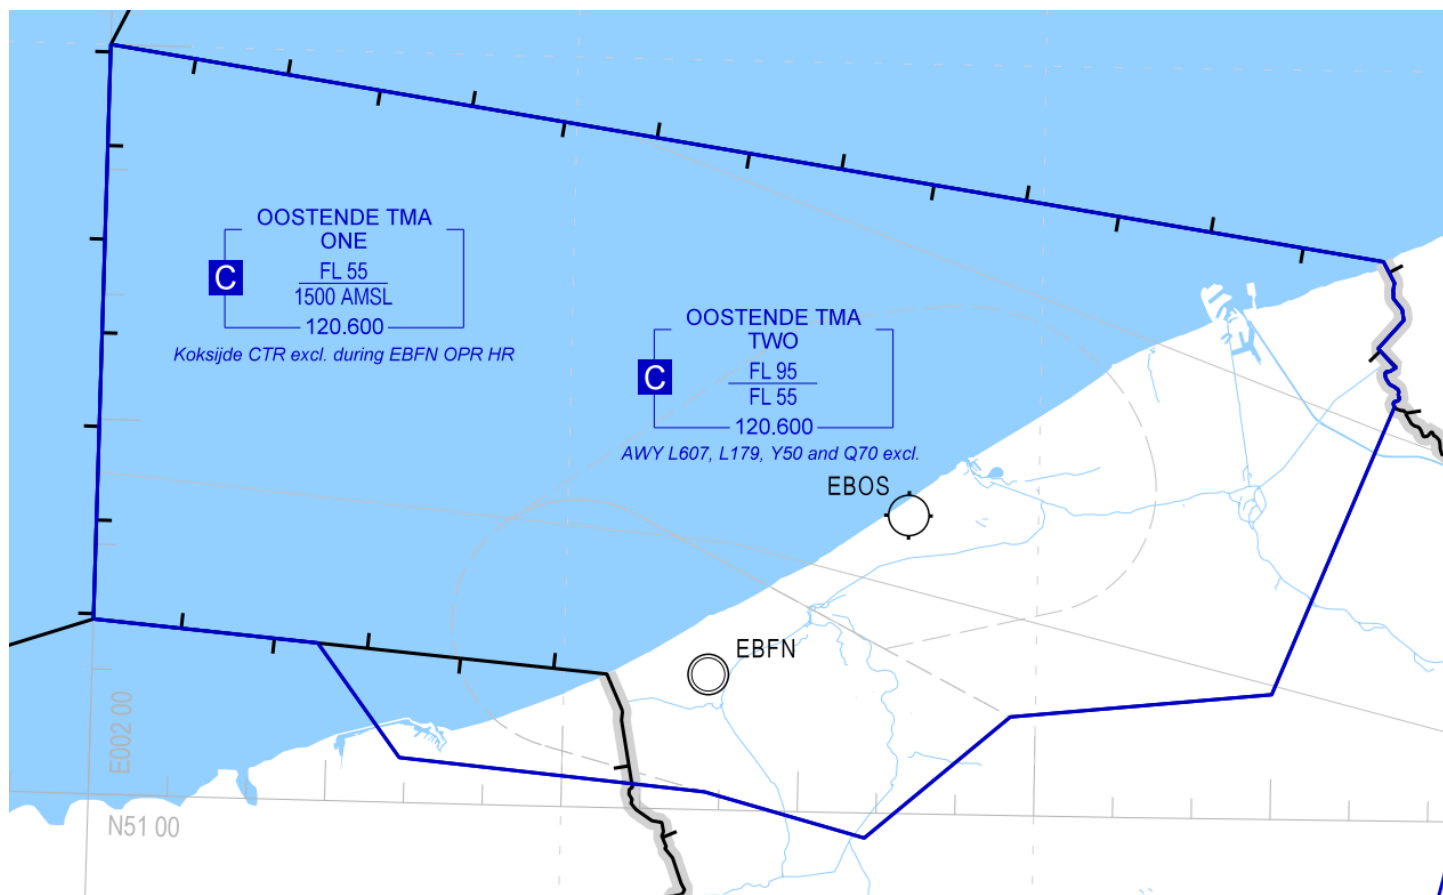 OOSTENDE TMA
ONE
C
FL 55
1500 AMSL
120.600
Koksijde CTR excl. during EBFN OPR HR
OOSTENDE TMA
TWO
C
FL 95
FL 55
120.600
AWY L607, L179, Y50 and Q70 excl.
EBOS
EBFN
E002 00
N51 00